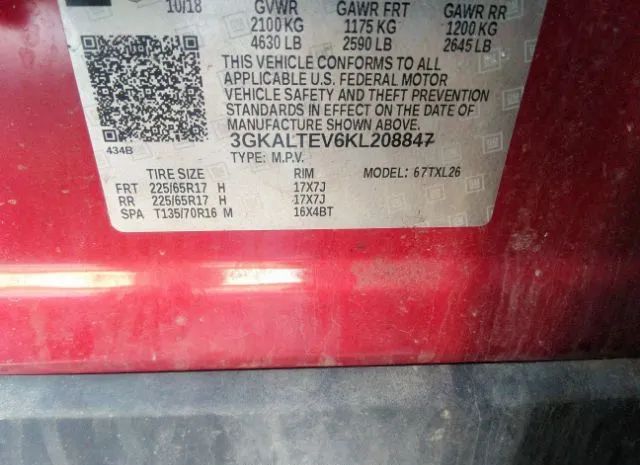 10/18 GVWR GAWR FRT GAWR RR
2100 KG 1175 KG 1200 KG
4630 LB 2590 LB 2645 LB
THIS VEHICLE CONFORMS TO ALL
APPLICABLE U.S. FEDERAL MOTOR
VEHICLE SAFETY AND THEFT PREVENTION
STANDARDS IN EFFECT ON THE DATE OF
MANUFACTURE SHOWN ABOVE.
434B
3GKALTEV6KL208847
TYPE: M.P.V. MODEL: 67TXL26
TIRE SIZE RIM
FRT 225/65R17 H 17X7J
RR 225/65R17 H 17X7J
SPA T135/70R16 M 16X4BT